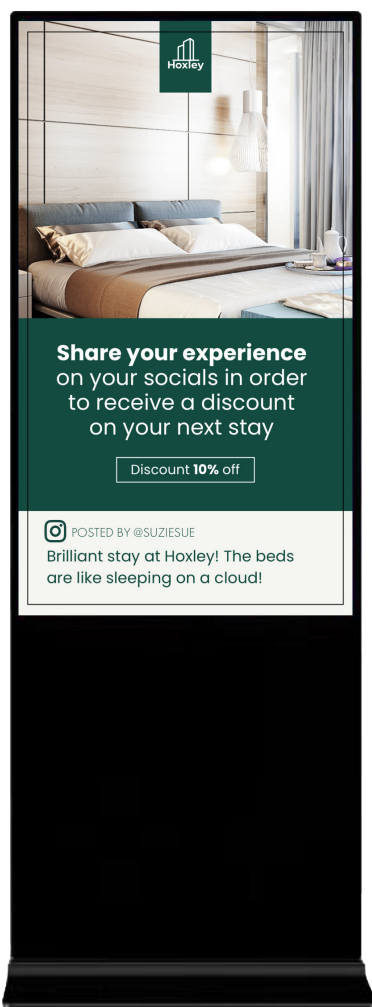 Hoxley
Share your experience
on your socials in order
to receive a discount
on your next stay
Discount 10% off
POSTED BY @SUZIESUE
Brilliant stay at Hoxley! The beds
are like sleeping on a cloud!